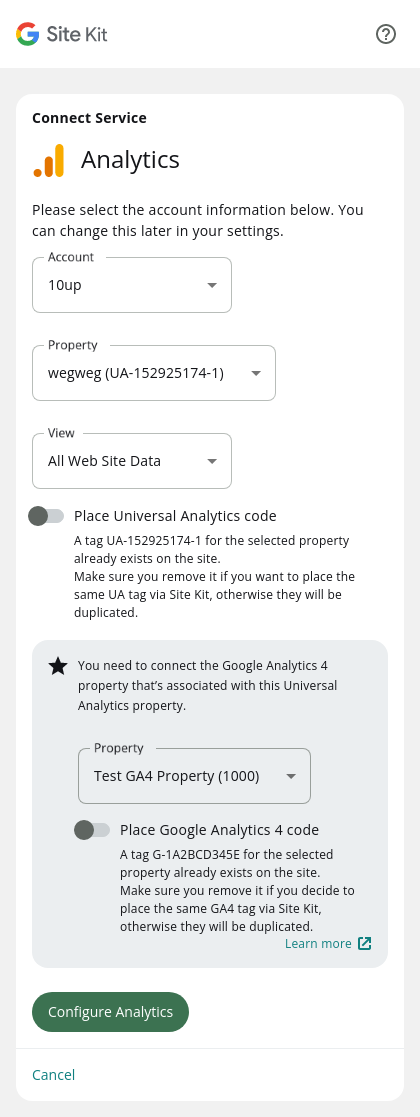 Site Kit
Connect Service
Analytics
Please select the account information below. You
can change this later in your settings.
Account
10up
Property
wegweg (UA-152925174-1)
View
All Web Site Data
Place Universal Analytics code
A tag UA-152925174-1 for the selected property
already exists on the site.
Make sure you remove it if you want to place the
same UA tag via Site Kit, otherwise they will be
duplicated.
You need to connect the Google Analytics 4
property that’s associated with this Universal
Analytics property.
Property
Test GA4 Property (1000)
Place Google Analytics 4 code
A tag G-1A2BCD345E for the selected
property already exists on the site.
Make sure you remove it if you decide to
place the same GA4 tag via Site Kit,
otherwise they will be duplicated.
Learn more
Configure Analytics
Cancel